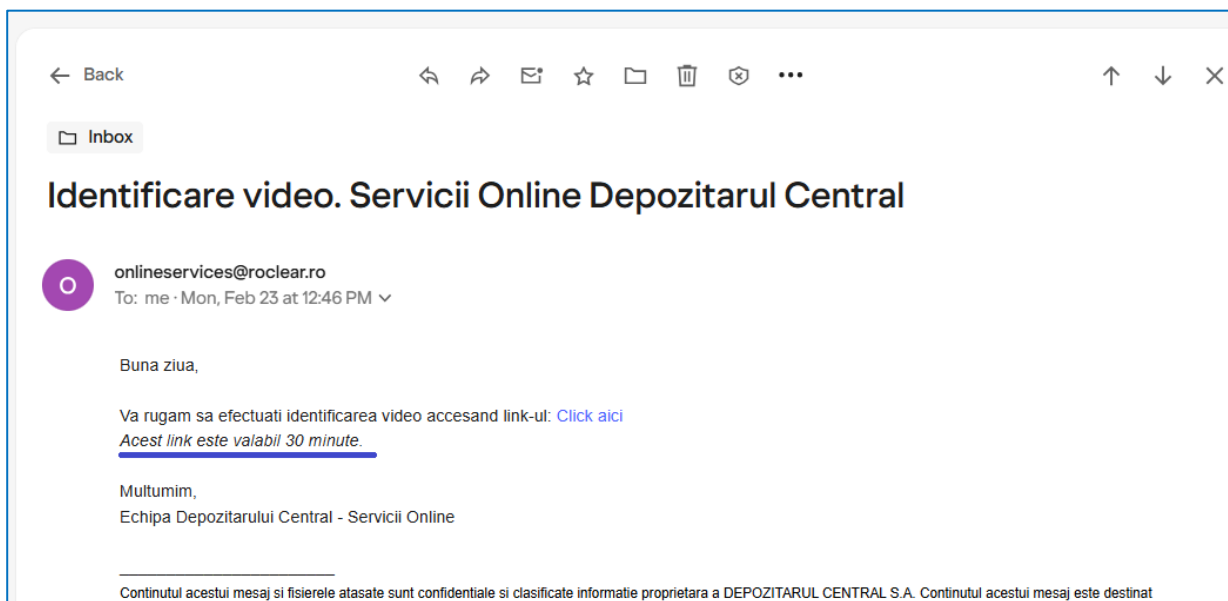 Back
Inbox
Identificare video. Servicii Online Depozitarul Central
O
onlineservices@roclear.ro
To: me · Mon, Feb 23 at 12:46 PM
Buna ziua,
Va rugam sa efectuati identificarea video accesand link-ul: Click aici
Acest link este valabil 30 minute.
Multumim,
Echipa Depozitarului Central - Servicii Online
Continutul acestui mesaj si fisierele atasate sunt confidentiale si clasificate informatie proprietara a DEPOZITARUL CENTRAL S.A. Continutul acestui mesaj este destinat